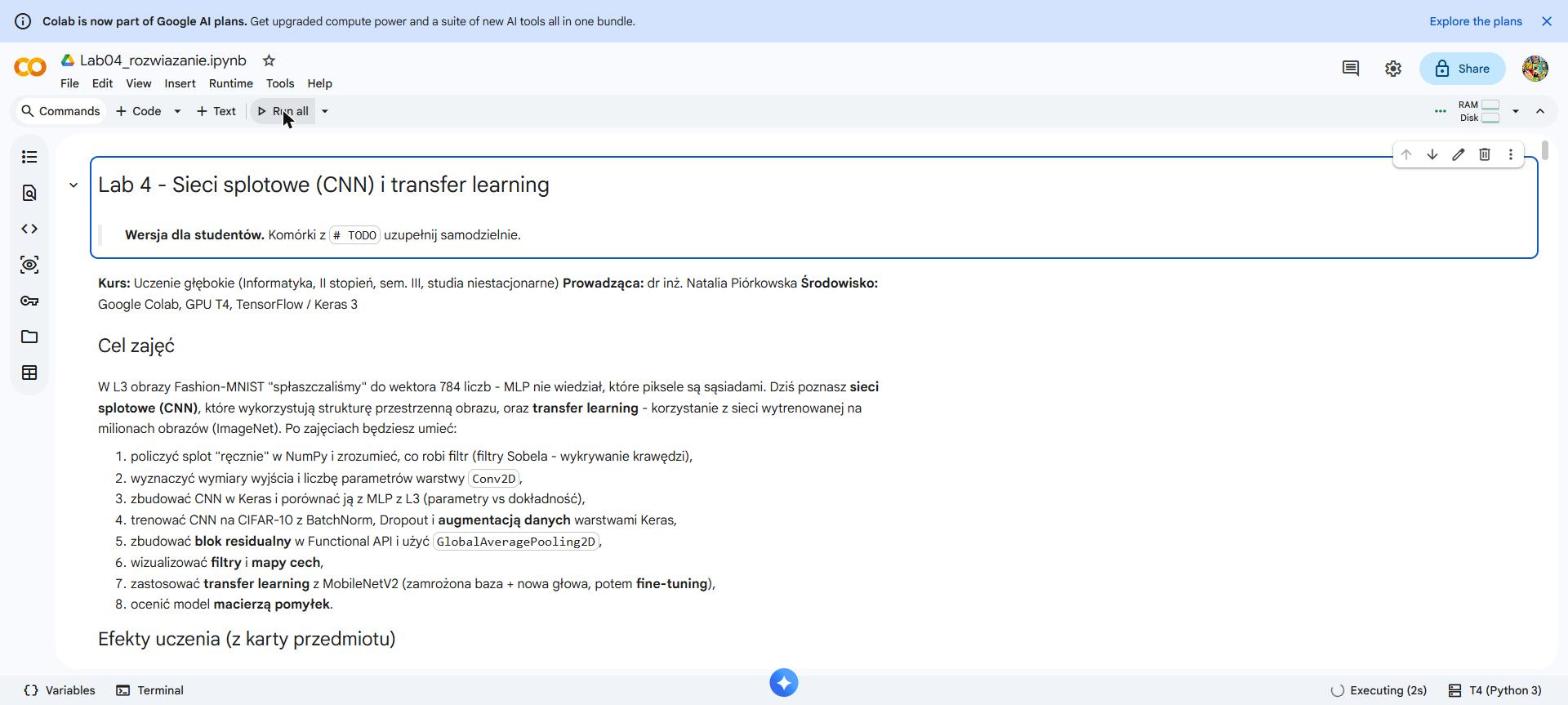 Colab is now part of Google AI plans. Get upgraded compute power and a suite of new AI tools all in one bundle.
Explore the plans
Lab04_rozwiazanie.ipynb
File Edit View Insert Runtime Tools Help
Share
Commands + Code + Text Run all
RAM
Disk
Lab 4 - Sieci splotowe (CNN) i transfer learning
Wersja dla studentów. Komórki z # TODO uzupełnij samodzielnie.
Kurs: Uczenie głębokie (Informatyka, II stopień, sem. III, studia niestacjonarne) Prowadząca: dr inż. Natalia Piórkowska Środowisko:
Google Colab, GPU T4, TensorFlow / Keras 3
Cel zajęć
W L3 obrazy Fashion-MNIST "spłaszczaliśmy" do wektora 784 liczb - MLP nie wiedział, które piksele są sąsiadami. Dziś poznasz sieci
splotowe (CNN), które wykorzystują strukturę przestrzenną obrazu, oraz transfer learning - korzystanie z sieci wytrenowanej na
milionach obrazów (ImageNet). Po zajęciach będziesz umieć:
1. policzyć splot "ręcznie" w NumPy i zrozumieć, co robi filtr (filtry Sobela - wykrywanie krawędzi),
2. wyznaczyć wymiary wyjścia i liczbę parametrów warstwy Conv2D,
3. zbudować CNN w Keras i porównać ją z MLP z L3 (parametry vs dokładność),
4. trenować CNN na CIFAR-10 z BatchNorm, Dropout i augmentacją danych warstwami Keras,
5. zbudować blok residualny w Functional API i użyć GlobalAveragePooling2D,
6. wizualizować filtry i mapy cech,
7. zastosować transfer learning z MobileNetV2 (zamrożona baza + nowa głowa, potem fine-tuning),
8. ocenić model macierzą pomyłek.
Efekty uczenia (z karty przedmiotu)
Variables Terminal
Executing (2s) T4 (Python 3)